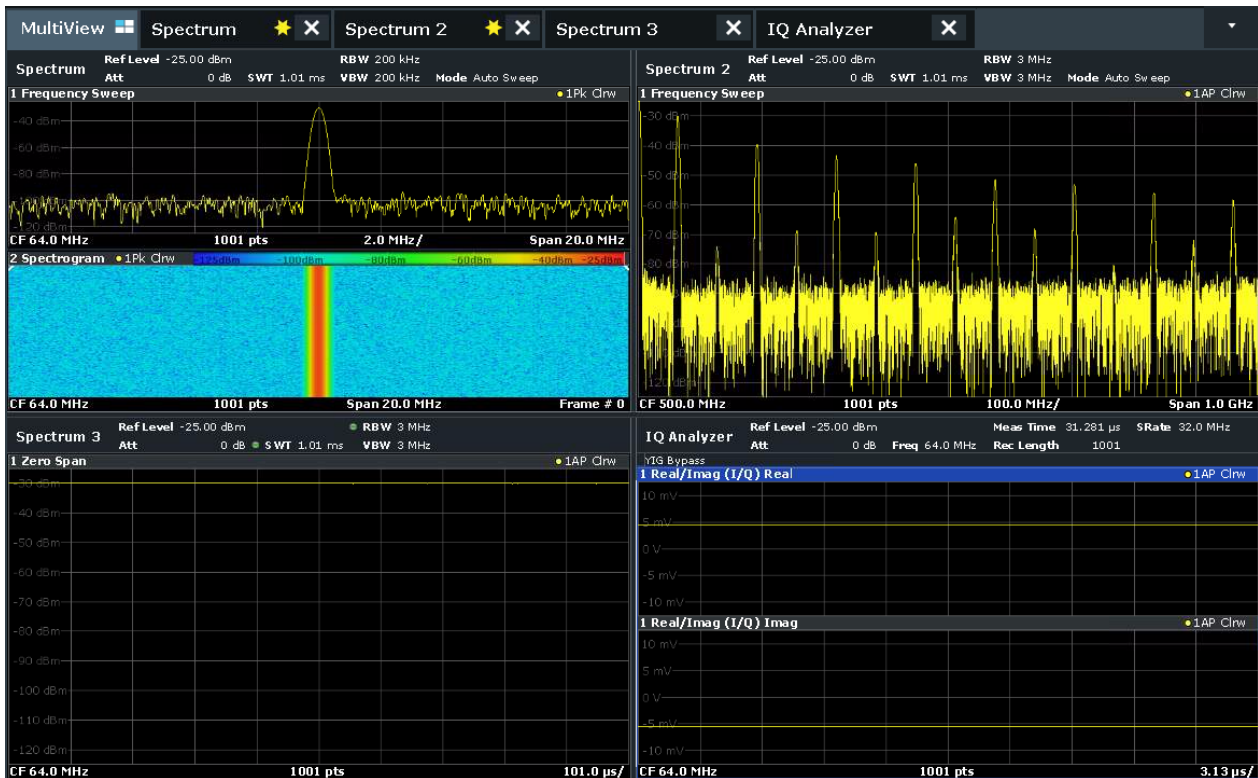 MultiView Spectrum Spectrum 2 Spectrum 3 IQ Analyzer
Spectrum
Ref Level -25.00 dBm RBW 200 kHz
Att 0 dB SWT 1.01 ms VBW 200 kHz Mode Auto Sweep
1 Frequency Sweep 1Pk Clrw
-40 dBm
-60 dBm
-80 dBm
-120 dBm
CF 64.0 MHz 1001 pts 2.0 MHz/ Span 20.0 MHz
2 Spectrogram 1Pk Clrw -125dBm -100dBm -80dBm -60dBm -40dBm -25dBm
CF 64.0 MHz 1001 pts Span 20.0 MHz Frame # 0
Spectrum 2
Ref Level -25.00 dBm RBW 3 MHz
Att 0 dB SWT 1.01 ms VBW 3 MHz Mode Auto Sweep
1 Frequency Sweep 1AP Clrw
-30 dBm
-40 dBm
-50 dBm
-60 dBm
-70 dBm
CF 500.0 MHz 1001 pts 100.0 MHz/ Span 1.0 GHz
Spectrum 3
Ref Level -25.00 dBm RBW 3 MHz
Att 0 dB SWT 1.01 ms VBW 3 MHz
1 Zero Span 1AP Clrw
-30 dBm
-40 dBm
-50 dBm
-60 dBm
-70 dBm
-80 dBm
-90 dBm
-100 dBm
-110 dBm
-120 dBm
CF 64.0 MHz 1001 pts 101.0 µs/
IQ Analyzer
Ref Level -25.00 dBm Meas Time 31.281 µs SRate 32.0 MHz
Att 0 dB Freq 64.0 MHz Rec Length 1001
YIG Bypass
1 Real/Imag (I/Q) Real 1AP Clrw
10 mV
5 mV
0 V
-5 mV
-10 mV
1 Real/Imag (I/Q) Imag 1AP Clrw
10 mV
5 mV
0 V
-5 mV
-10 mV
CF 64.0 MHz 1001 pts 3.13 µs/